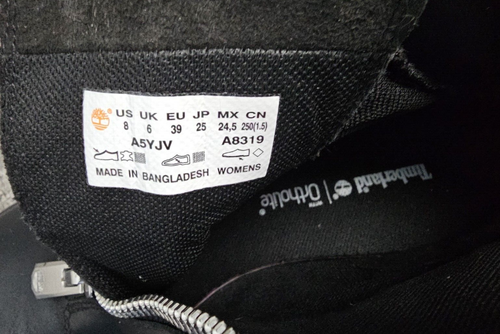 US UK EU JP MX CN
8 6 39 25 24,5 250(1.5)
A5YJV A8319
MADE IN BANGLADESH WOMENS
Timberland Ortholite